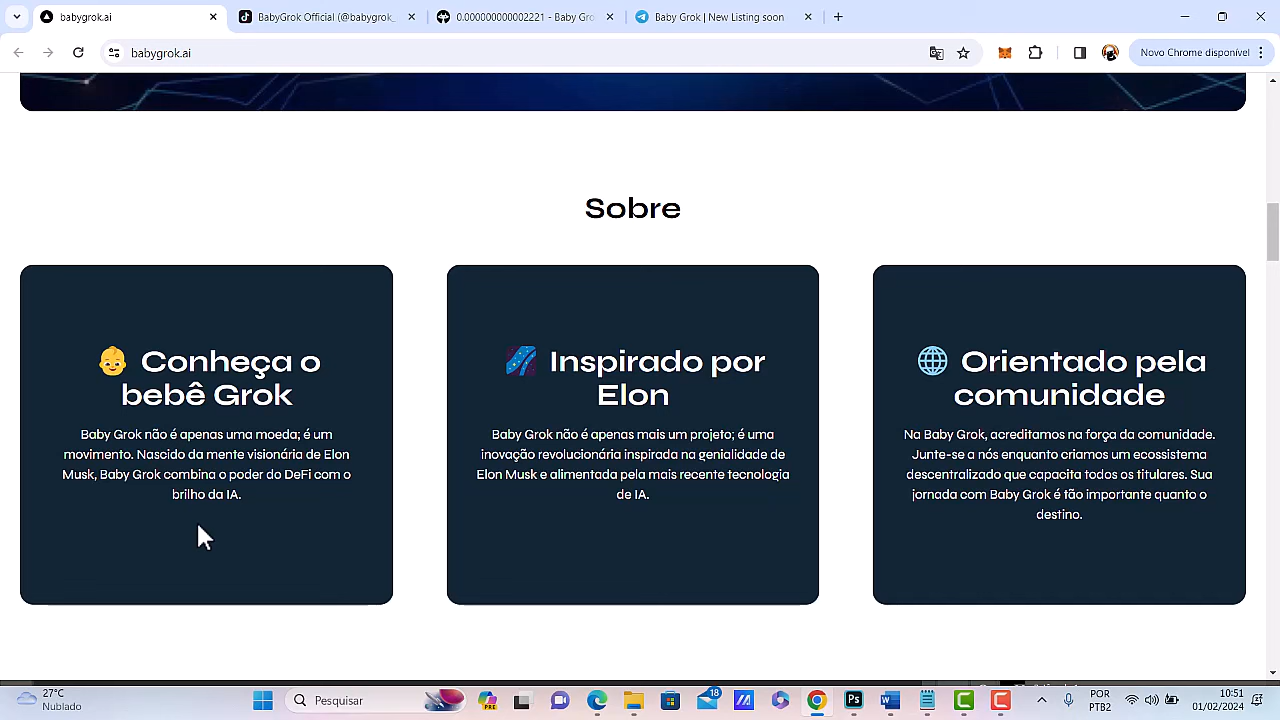 babygrok.ai
BabyGrok Official (@babygrok_
0.0000000000002221 - Baby Gro
Baby Grok | New listing soon
babygrok.ai
Novo Chrome disponível
Sobre
Conheça o
bebê Grok
Baby Grok não é apenas uma moeda; é um
movimento. Nascido da mente visionária de Elon
Musk, Baby Grok combina o poder do DeFi com o
brilho da IA.
Inspirado por
Elon
Baby Grok não é apenas mais um projeto; é uma
inovação revolucionária inspirada na genialidade de
Elon Musk e alimentada pela mais recente tecnologia
de IA.
Orientado pela
comunidade
Na Baby Grok, acreditamos na força da comunidade.
Junte-se a nós enquanto criamos um ecossistema
descentralizado que capacita todos os titulares. Sua
jornada com Baby Grok é tão importante quanto o
destino.
27°C
Nublado
Pesquisar
PRE
18
Ps
W
POR
PTB2
10:51
01/02/2024